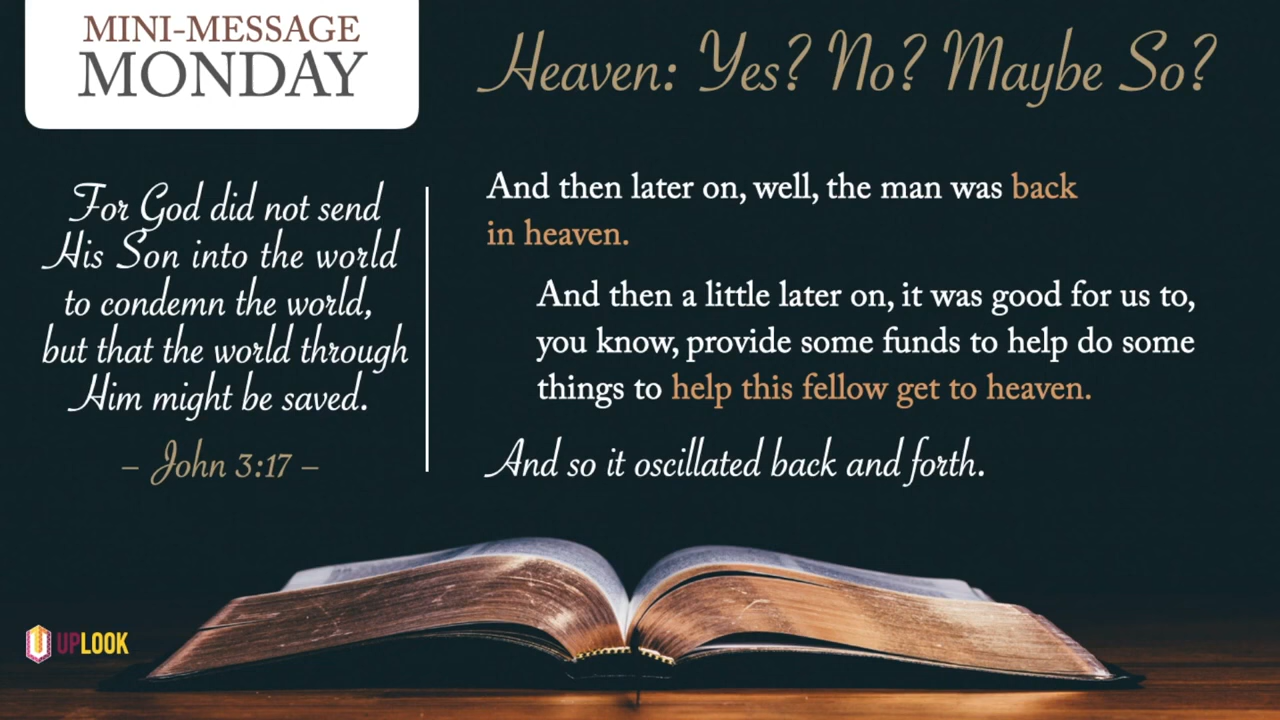 MINI-MESSAGE
MONDAY
Heaven: Yes? No? Maybe So?
For God did not send
His Son into the world
to condemn the world,
but that the world through
Him might be saved.
– John 3:17 –
And then later on, well, the man was back
in heaven.
And then a little later on, it was good for us to,
you know, provide some funds to help do some
things to help this fellow get to heaven.
And so it oscillated back and forth.
UPLOOK